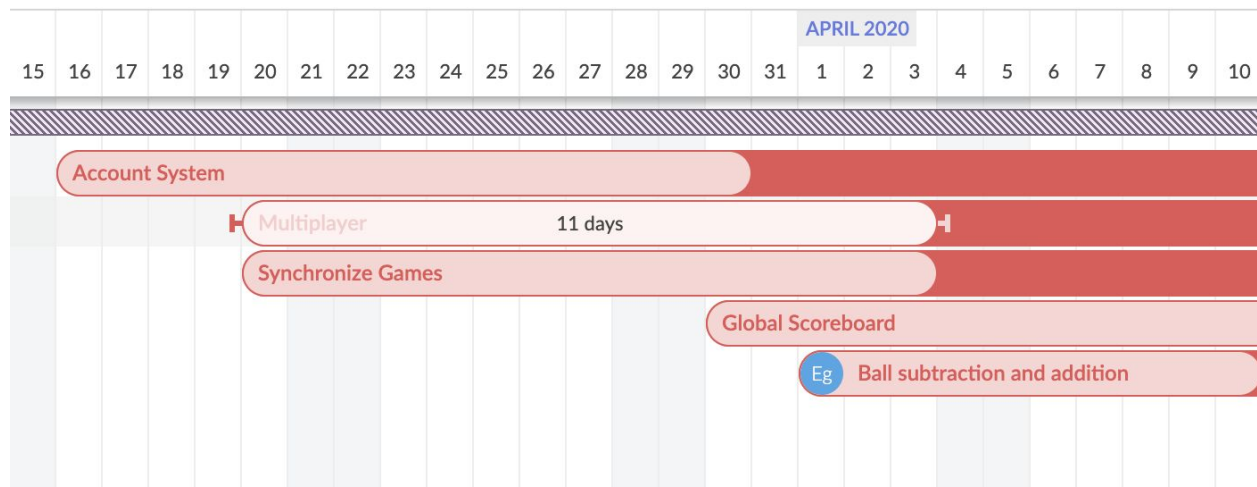 APRIL 2020
15 16 17 18 19 20 21 22 23 24 25 26 27 28 29 30 31 1 2 3 4 5 6 7 8 9 10
Account System
Multiplayer 11 days
Synchronize Games
Global Scoreboard
Eg Ball subtraction and addition